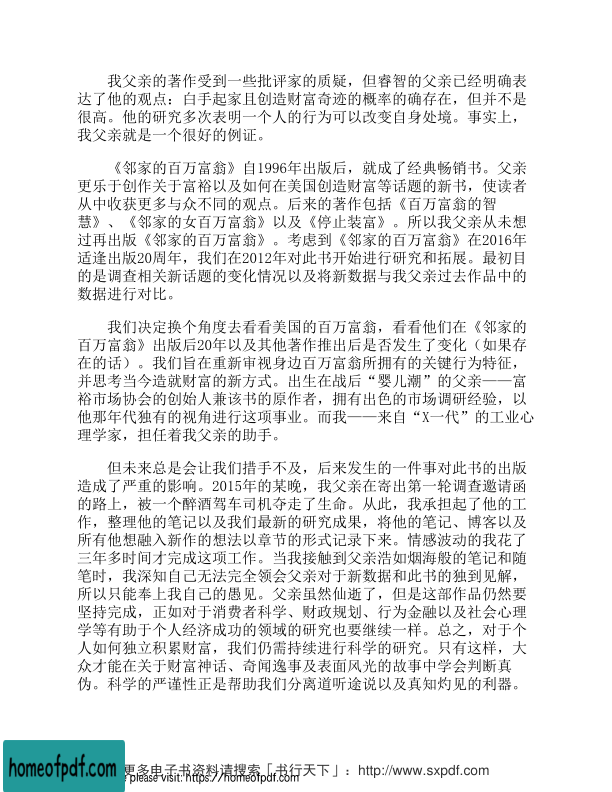 我父亲的著作受到一些批评家的质疑，但睿智的父亲已经明确表
达了他的观点：白手起家且创造财富奇迹的概率的确存在，但并不是
很高。他的研究多次表明一个人的行为可以改变自身处境。事实上，
我父亲就是一个很好的例证。
《邻家的百万富翁》自1996年出版后，就成了经典畅销书。父亲
更乐于创作关于富裕以及如何在美国创造财富等话题的新书，使读者
从中收获更多与众不同的观点。后来的著作包括《百万富翁的智
慧》、《邻家的女百万富翁》以及《停止装富》。所以我父亲从未想
过再出版《邻家的百万富翁》。考虑到《邻家的百万富翁》在2016年
适逢出版20周年，我们在2012年对此书开始进行研究和拓展。最初目
的是调查相关新话题的变化情况以及将新数据与我父亲过去作品中的
数据进行对比。
我们决定换个角度去看看美国的百万富翁，看看他们在《邻家的
百万富翁》出版后20年以及其他著作推出后是否发生了变化（如果存
在的话）。我们旨在重新审视身边百万富翁所拥有的关键行为特征，
并思考当今造就财富的新方式。出生在战后“婴儿潮”的父亲——富
裕市场协会的创始人兼该书的原作者，拥有出色的市场调研经验，以
他那年代独有的视角进行这项事业。而我——来自“X一代”的工业心
理学家，担任着我父亲的助手。
但未来总是会让我们措手不及，后来发生的一件事对此书的出版
造成了严重的影响。2015年的某晚，我父亲在寄出第一轮调查邀请函
的路上，被一个醉酒驾车司机夺走了生命。从此，我承担起了他的工
作，整理他的笔记以及我们最新的研究成果，将他的笔记、博客以及
所有他想融入新作的想法以章节的形式记录下来。情感波动的我花了
三年多时间才完成这项工作。当我接触到父亲浩如烟海般的笔记和随
笔时，我深知自己无法完全领会父亲对于新数据和此书的独到见解，
所以只能奉上我自己的愚见。父亲虽然仙逝了，但是这部作品仍然要
坚持完成，正如对于消费者科学、财政规划、行为金融以及社会心理
学等有助于个人经济成功的领域的研究也要继续一样。总之，对于个
人如何独立积累财富，我们仍需持续进行科学的研究。只有这样，大
众才能在关于财富神话、奇闻逸事及表面风光的故事中学会判断真
伪。科学的严谨性正是帮助我们分离道听途说以及真知灼见的利器。
homeofpdf.com
更多电子书资料请搜索「书行天下」：http://www.sxpdf.com
please visit: https://homeofpdf.com